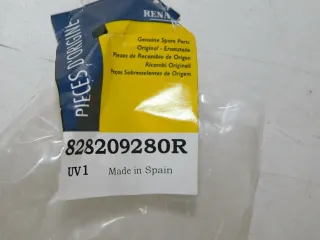 RENA
PIÈCES D'ORIGINE
Genuine Spare Parts
Original - Ersatzteile
Piezas de Recambio de Origen
Ricambi Originali
Peças Sobresselentes de Origem
828209280R
UV1 Made in Spain